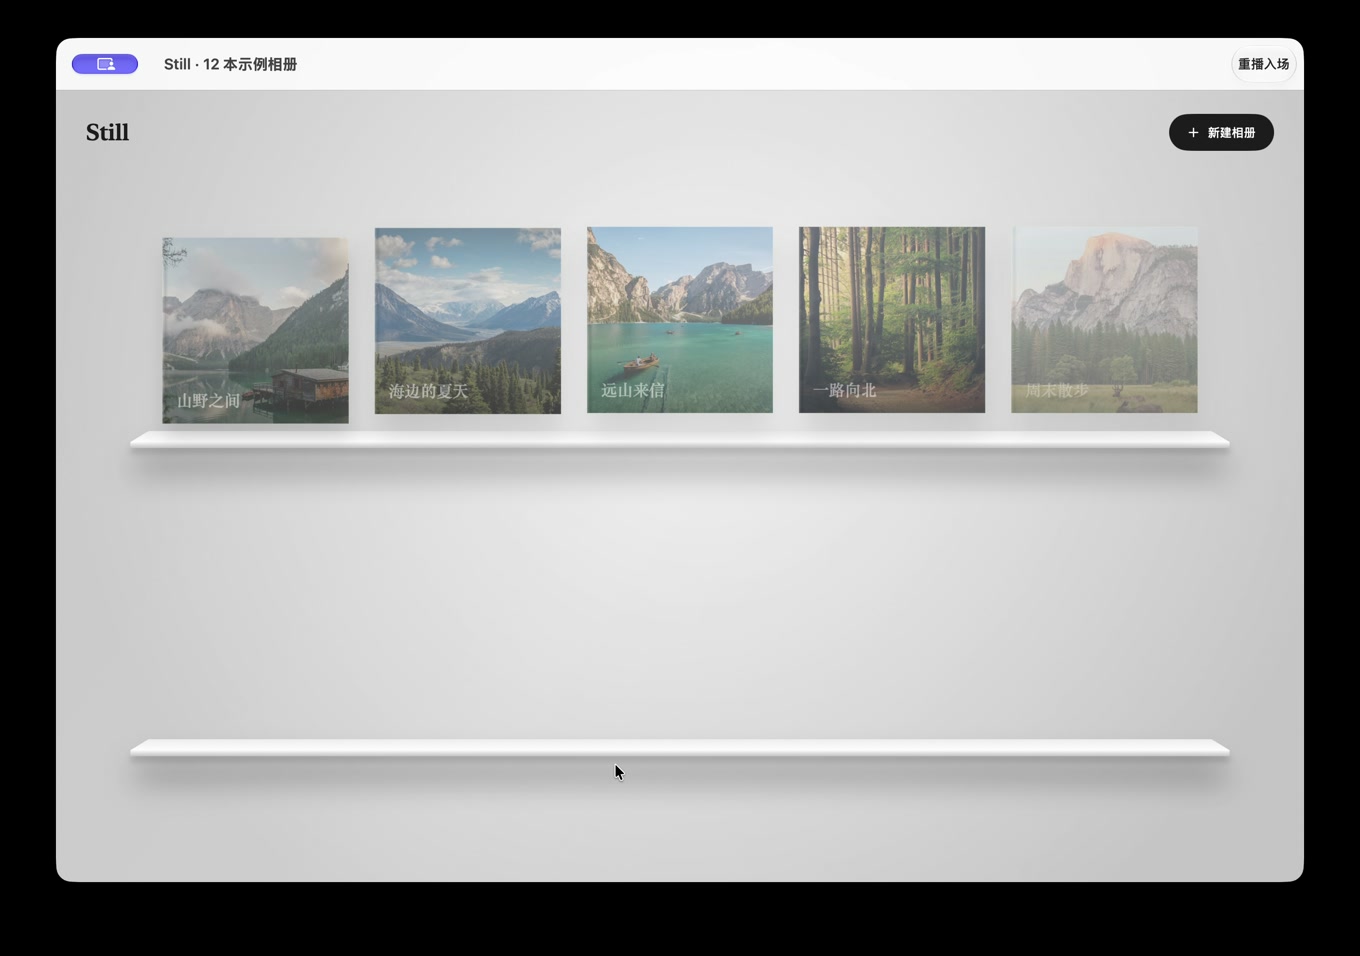 Still · 12 本示例相册
重播入场
Still
+ 新建相册
山野之间
海边的夏天
远山来信
一路向北
周末散步